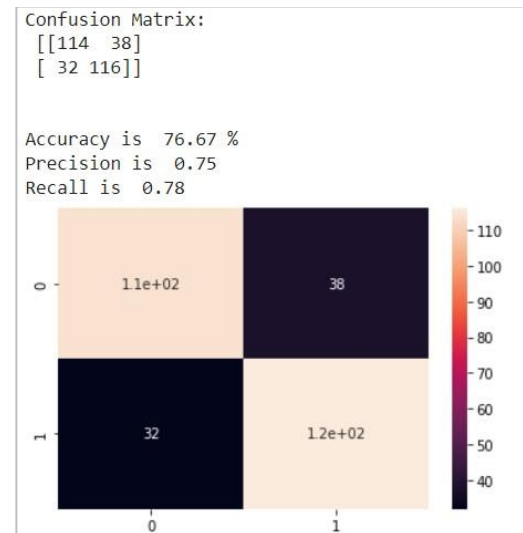 Confusion Matrix:
[[114 38]
[ 32 116]]
Accuracy is 76.67 %
Precision is 0.75
Recall is 0.78
0
1.1e+02
38
1
32
1.2e+02
0
1
110
100
90
80
70
60
50
40